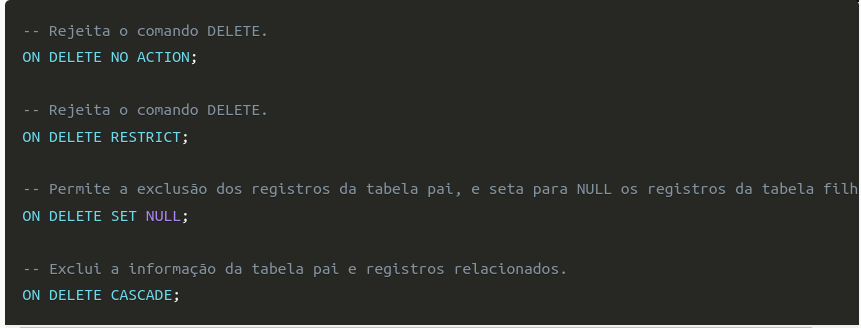 -- Rejeita o comando DELETE.
ON DELETE NO ACTION;
-- Rejeita o comando DELETE.
ON DELETE RESTRICT;
-- Permite a exclusão dos registros da tabela pai, e seta para NULL os registros da tabela filh
ON DELETE SET NULL;
-- Exclui a informação da tabela pai e registros relacionados.
ON DELETE CASCADE;